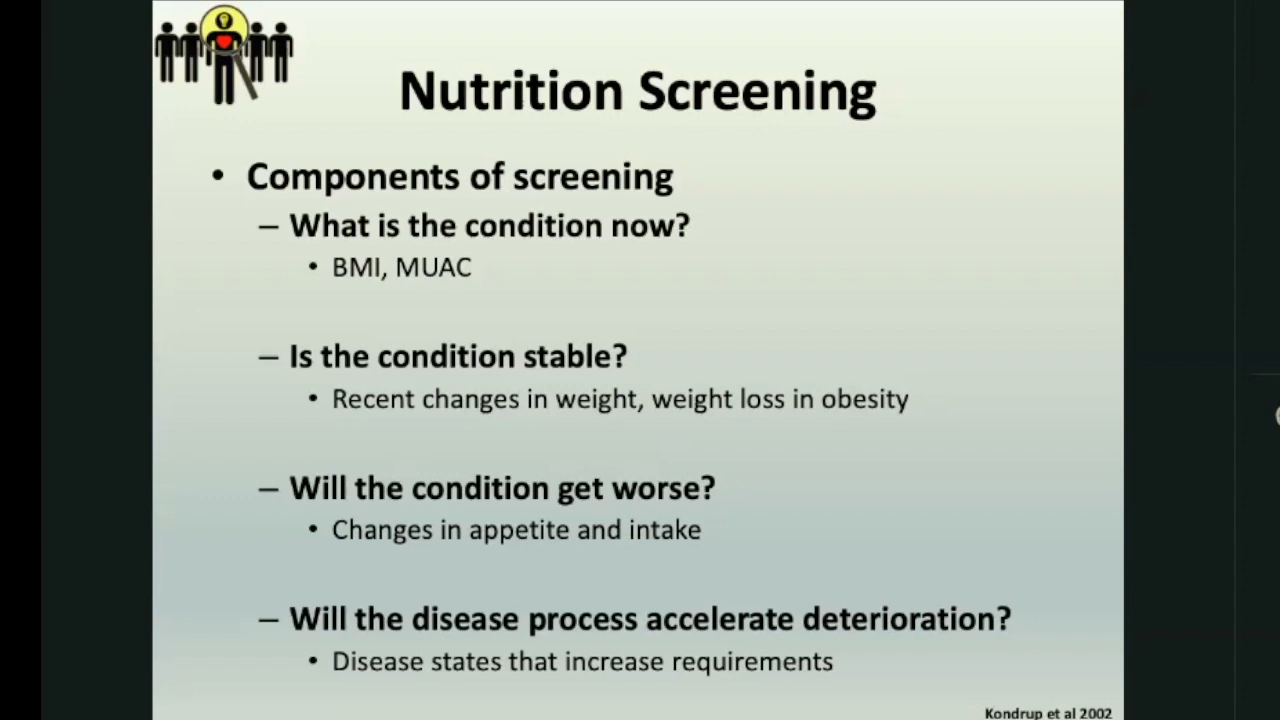 Nutrition Screening
• Components of screening
– What is the condition now?
• BMI, MUAC
– Is the condition stable?
• Recent changes in weight, weight loss in obesity
– Will the condition get worse?
• Changes in appetite and intake
– Will the disease process accelerate deterioration?
• Disease states that increase requirements
Kondrup et al 2002